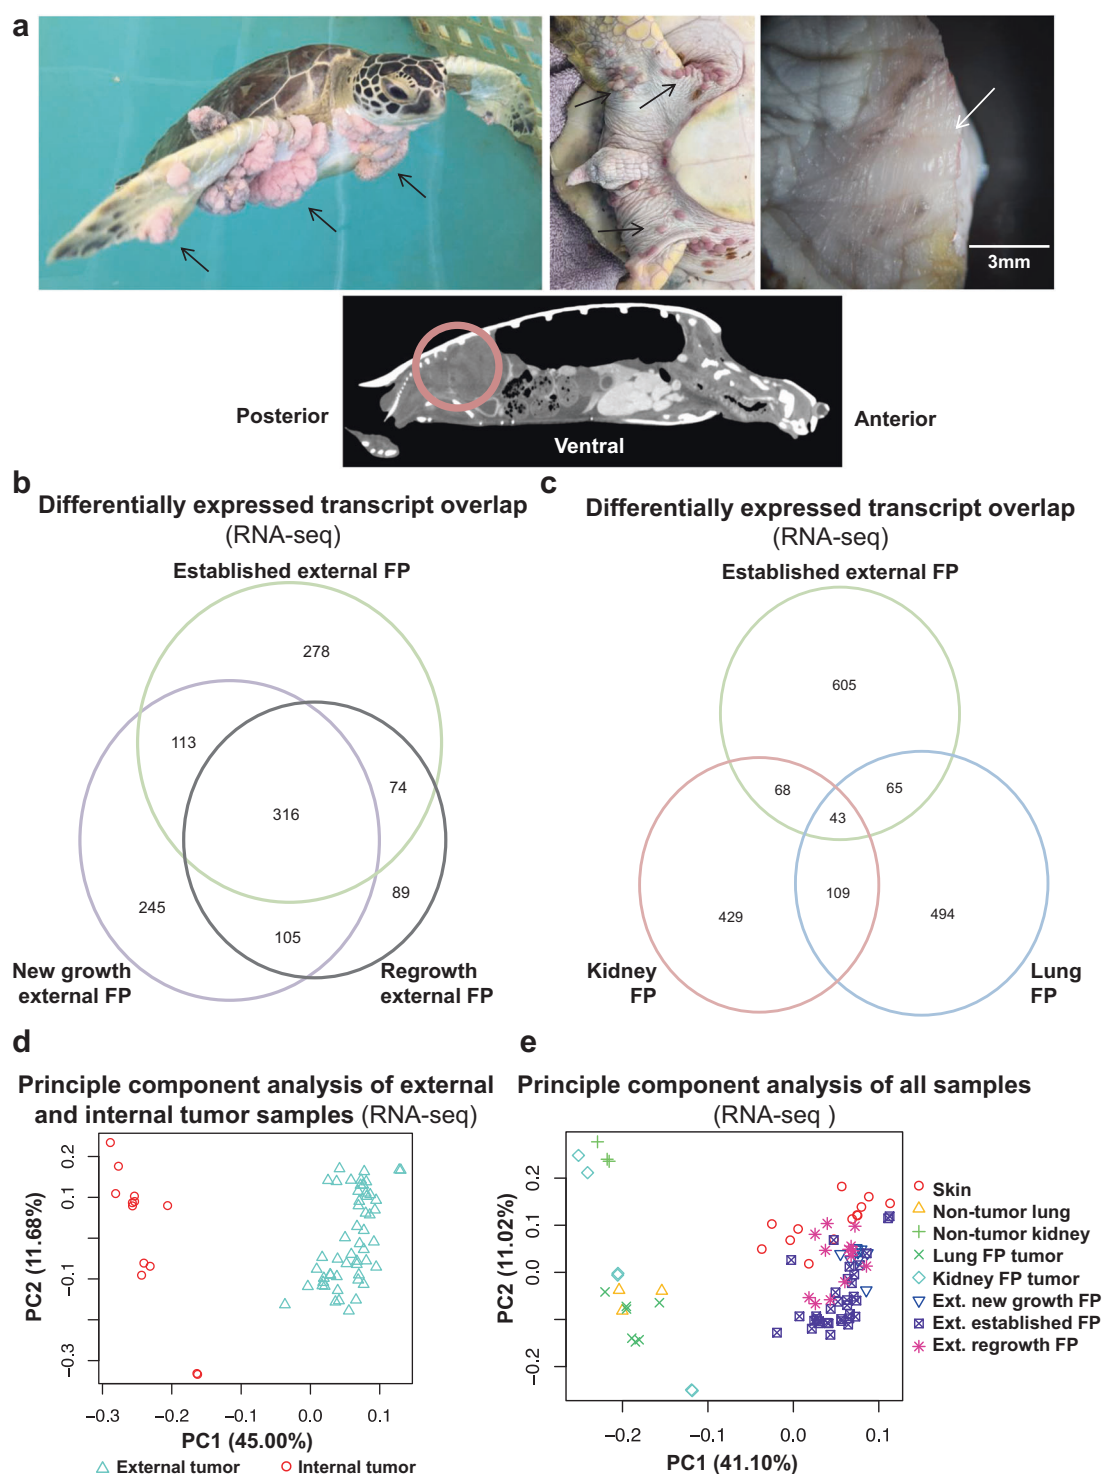 a
3mm
Posterior
Ventral
Anterior
b
Differentially expressed transcript overlap
(RNA-seq)
Established external FP
278
113
74
316
245
89
105
New growth
external FP
Regrowth
external FP
c
Differentially expressed transcript overlap
(RNA-seq)
Established external FP
605
68
65
43
109
429
494
Kidney
FP
Lung
FP
d
Principle component analysis of external
and internal tumor samples (RNA-seq)
PC2 (11.68%)
0.2
0.1
−0.1
−0.3
−0.3
−0.2
−0.1
0.0
0.1
PC1 (45.00%)
External tumor
Internal tumor
e
Principle component analysis of all samples
(RNA-seq )
PC2 (11.02%)
0.2
0.1
0.0
−0.2
−0.2
0.0
0.1
PC1 (41.10%)
Skin
Non-tumor lung
Non-tumor kidney
Lung FP tumor
Kidney FP tumor
Ext. new growth FP
Ext. established FP
Ext. regrowth FP